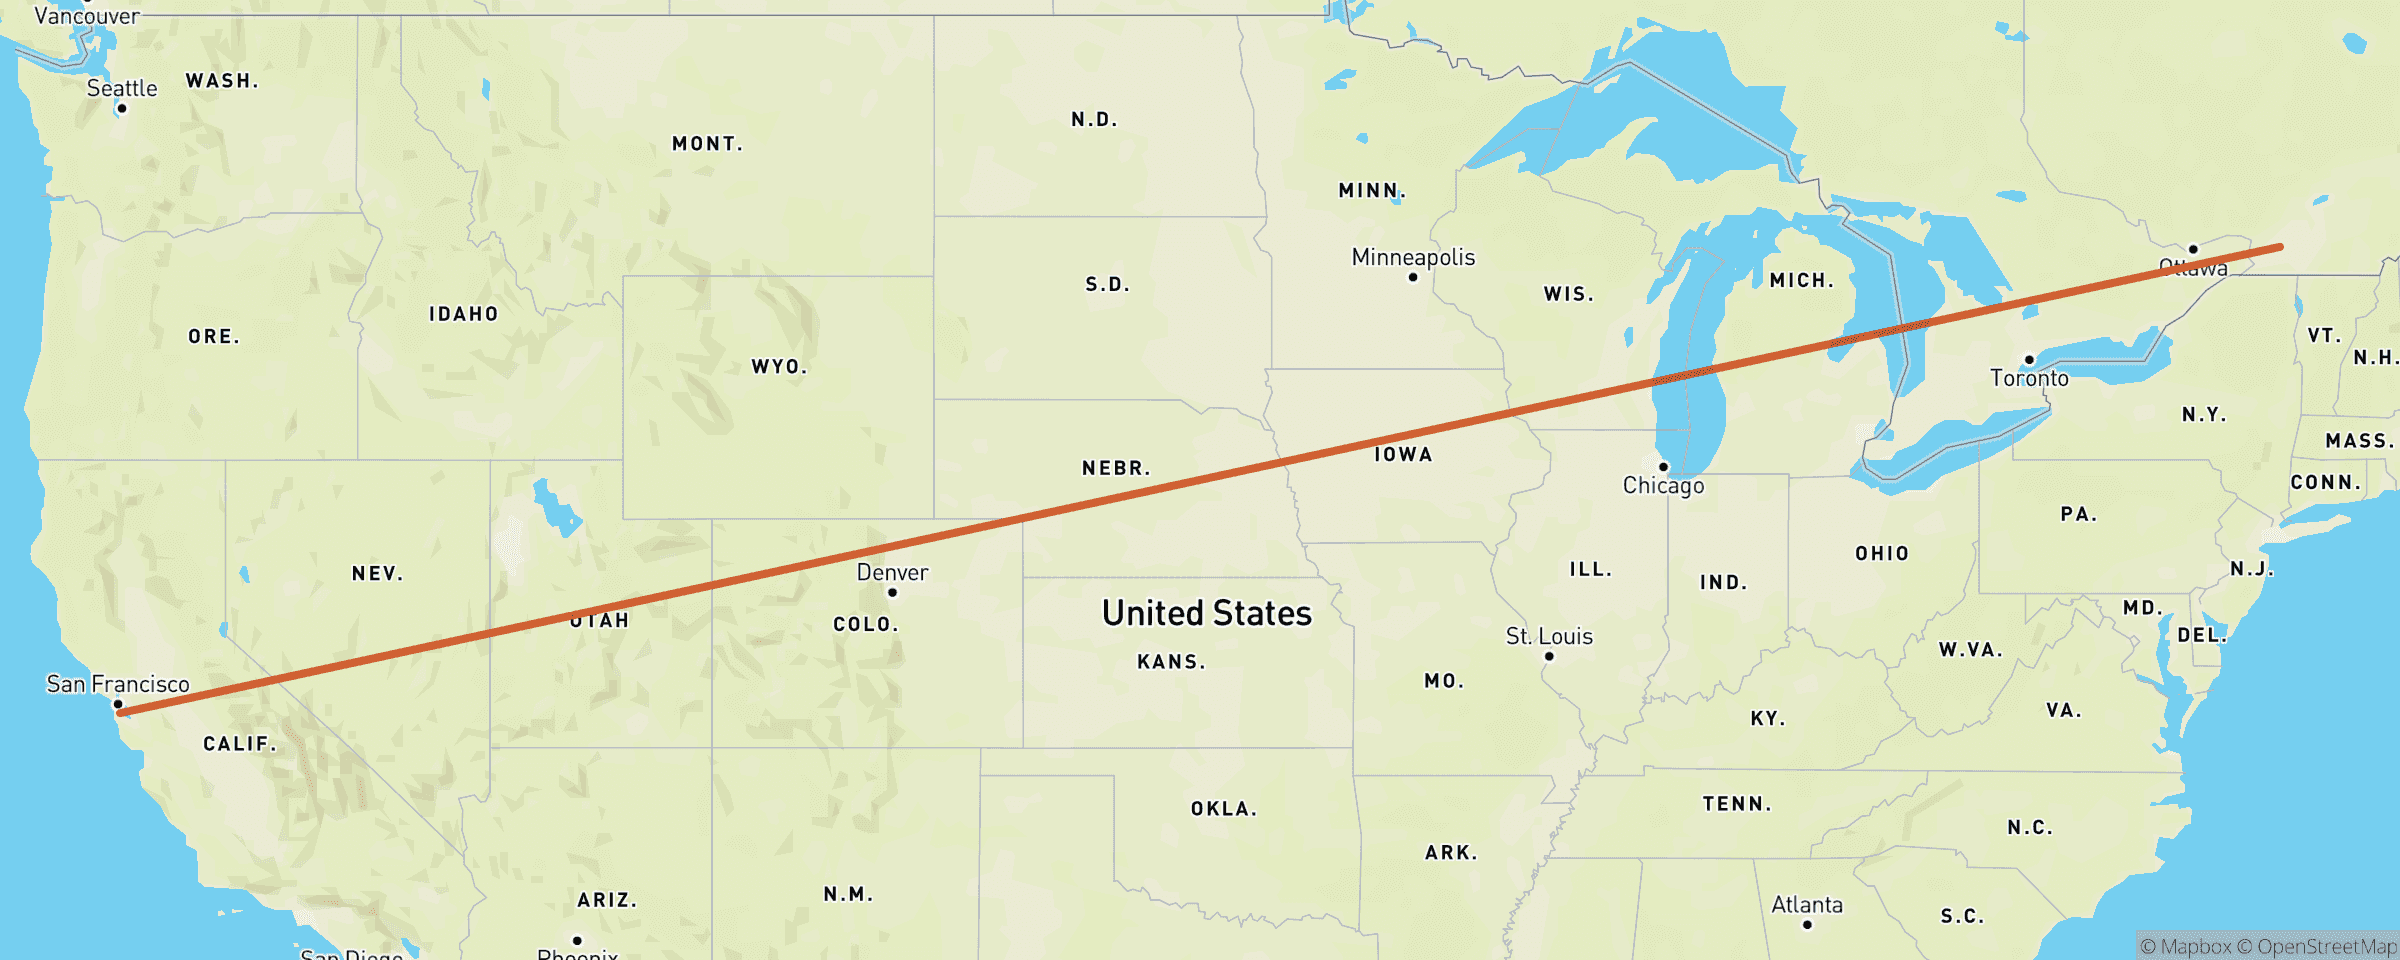 Vancouver
Seattle
WASH.
MONT.
N.D.
MINN.
Minneapolis
S.D.
WIS.
MICH.
Ottawa
IDAHO
ORE.
WYO.
VT.
N.H.
Toronto
N.Y.
MASS.
IOWA
NEBR.
CONN.
Chicago
PA.
OHIO
NEV.
Denver
ILL.
IND.
N.J.
UTAH
COLO.
United States
MD.
DEL.
St. Louis
W.VA.
KANS.
San Francisco
MO.
VA.
KY.
CALIF.
TENN.
OKLA.
N.C.
ARK.
N.M.
ARIZ.
Atlanta
S.C.
San Diego
Phoenix
© Mapbox © OpenStreetMap